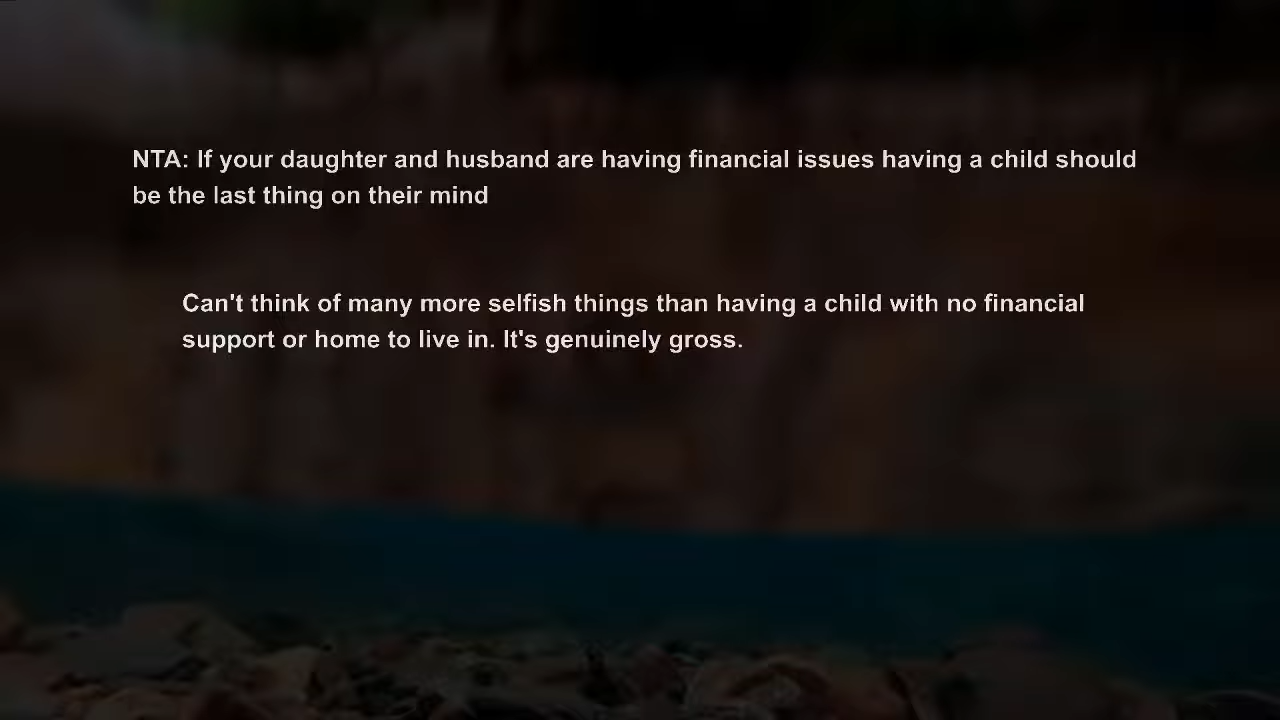 NTA: If your daughter and husband are having financial issues having a child should
be the last thing on their mind
Can't think of many more selfish things than having a child with no financial
support or home to live in. It's genuinely gross.